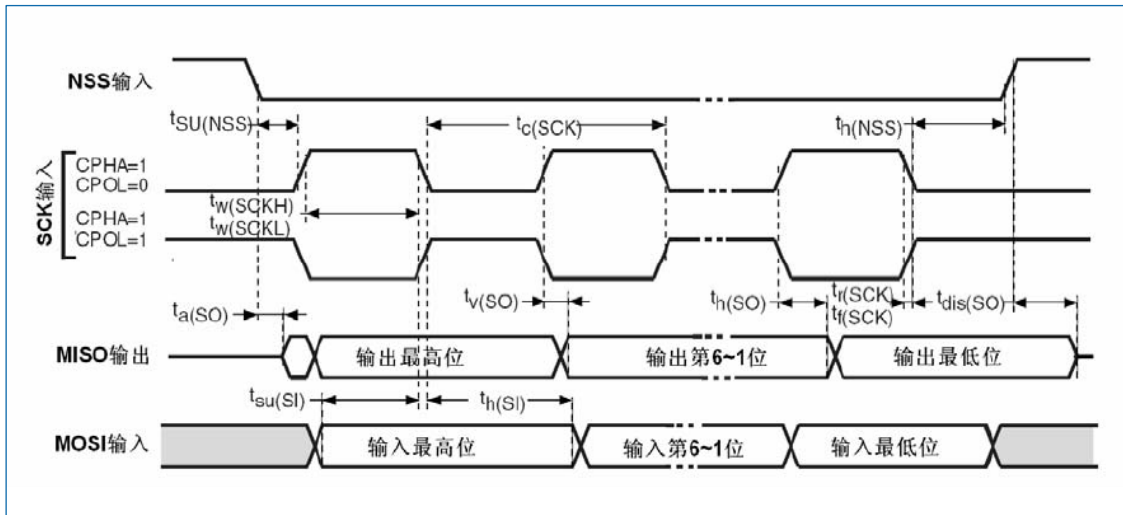 NSS输入
tSU(NSS)
tc(SCK)
th(NSS)
SCK输入
CPHA=1
CPOL=0
tw(SCKH)
tw(SCKL)
CPHA=1
CPOL=1
ta(SO)
tv(SO)
th(SO)
tr(SCK)
tf(SCK)
tdis(SO)
MISO输出
输出最高位
输出第6~1位
输出最低位
tsu(SI)
th(SI)
MOSI输入
输入最高位
输入第6~1位
输入最低位